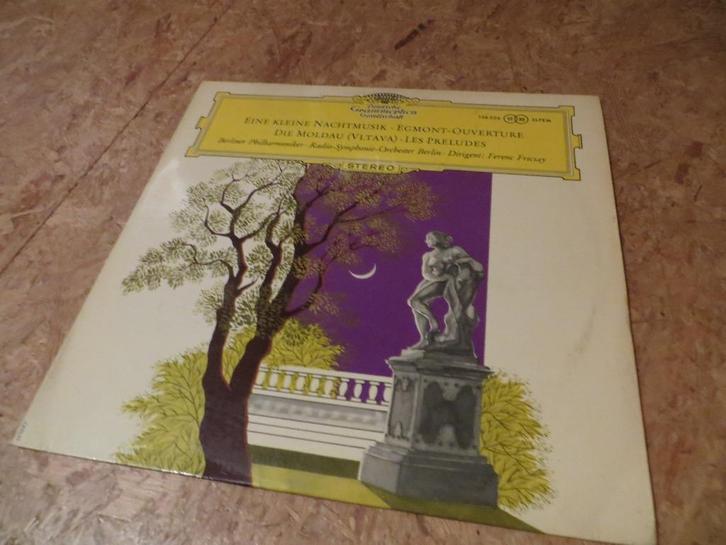 Deutsche
Grammophon
Gesellschaft
EINE KLEINE NACHTMUSIK · EGMONT-OUVERTURE
DIE MOLDAU (VLTAVA) · LES PRELUDES
Berliner Philharmoniker · Radio-Symphonie-Orchester Berlin · Dirigent: Ferenc Fricsay
STEREO